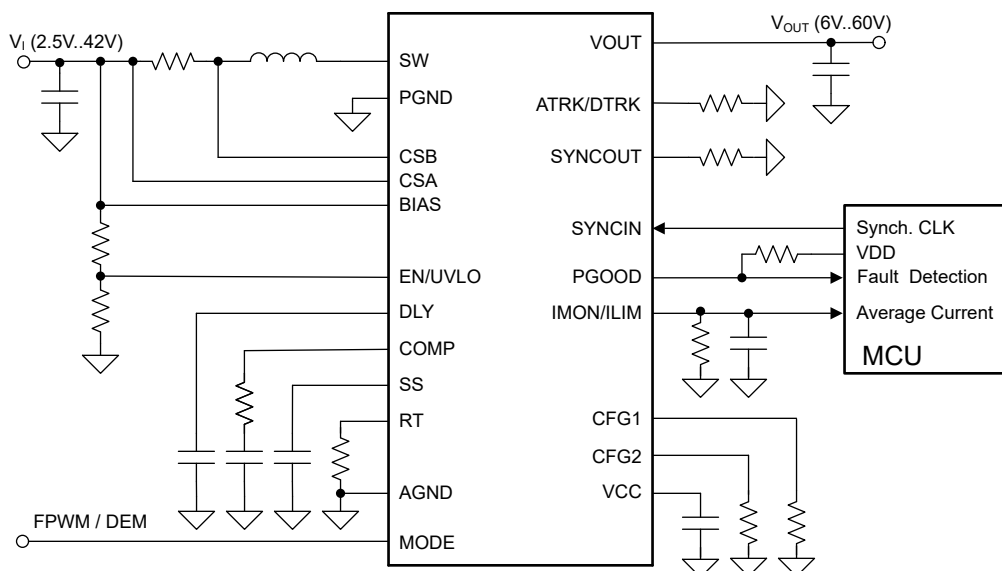 V_I (2.5V..42V)
SW
PGND
CSB
CSA
BIAS
EN/UVLO
DLY
COMP
SS
RT
AGND
FPWM / DEM
MODE
VOUT
V_OUT (6V..60V)
ATRK/DTRK
SYNCOUT
SYNCIN
PGOOD
IMON/ILIM
CFG1
CFG2
VCC
Synch. CLK
VDD
Fault Detection
Average Current
MCU